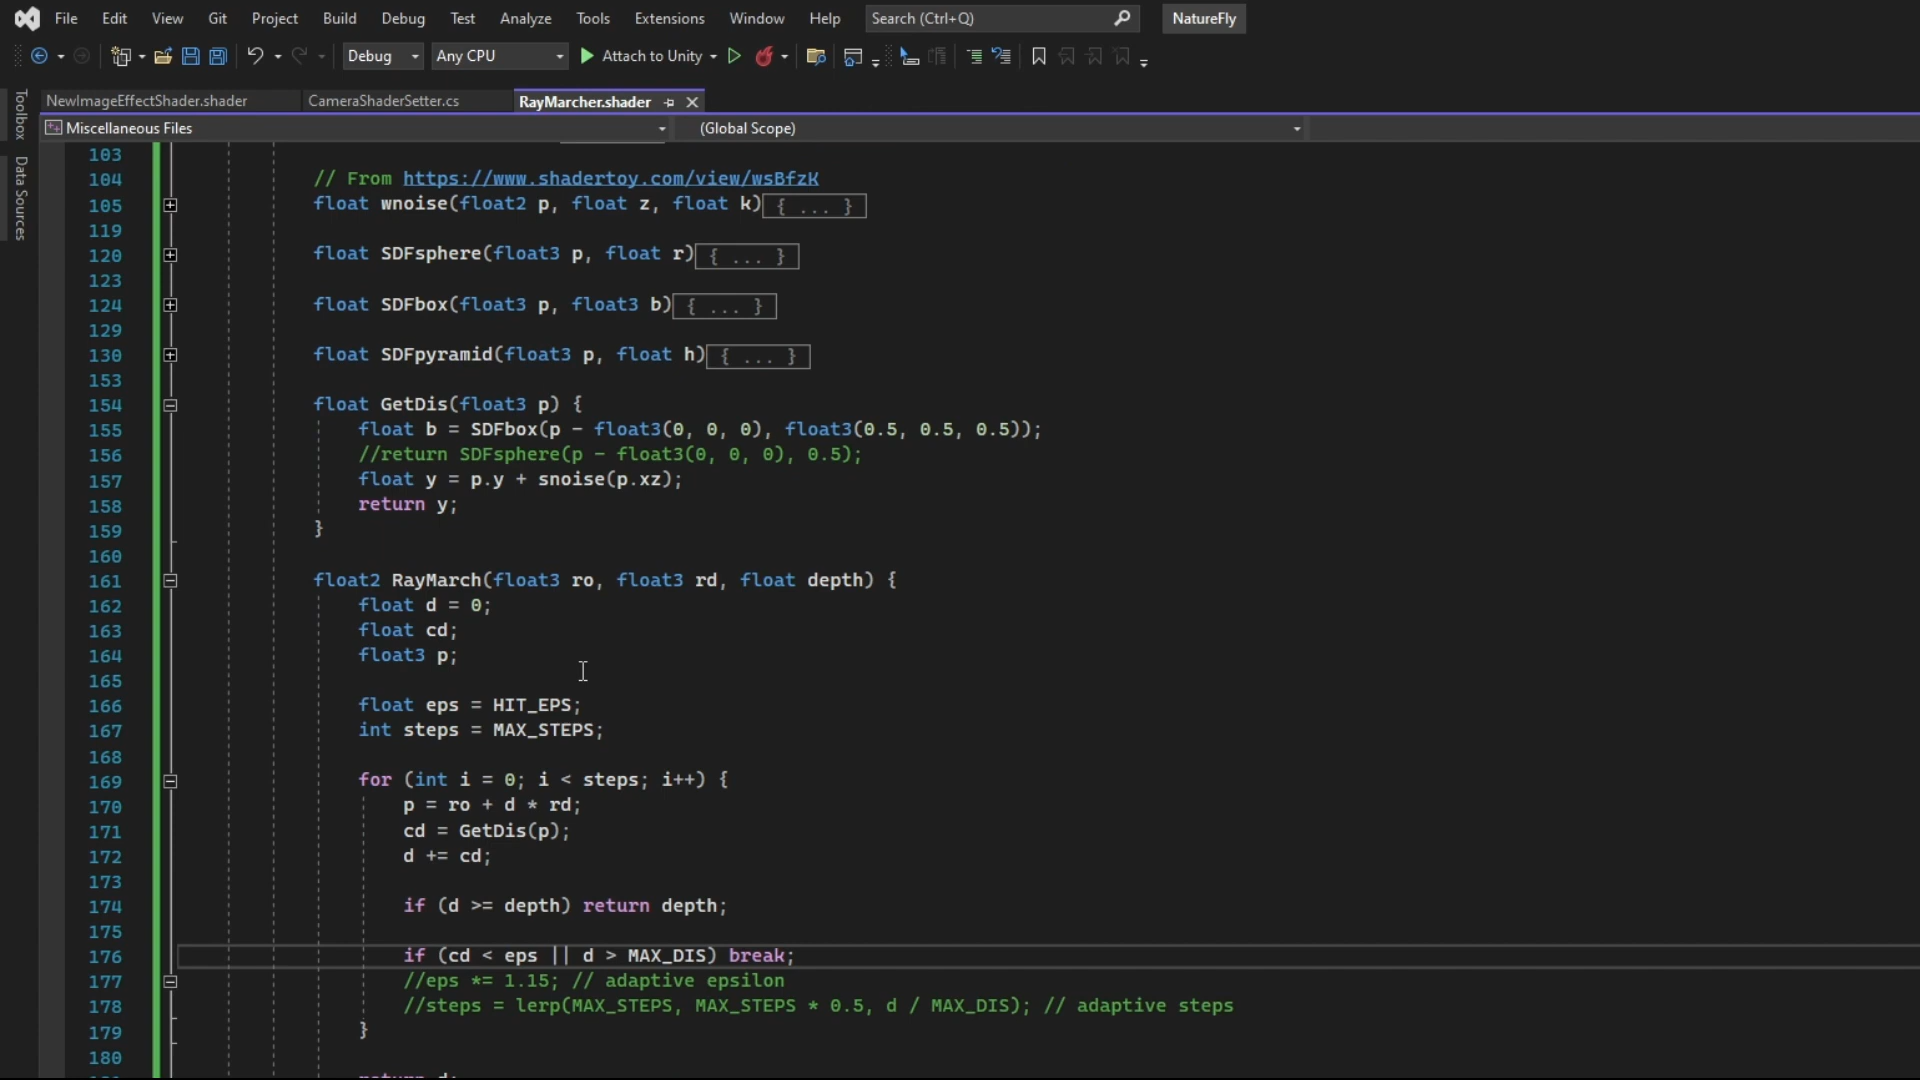 File Edit View Git Project Build Debug Test Analyze Tools Extensions Window Help Search (Ctrl+Q) NatureFly
Debug Any CPU Attach to Unity
Toolbox
Data Sources
NewImageEffectShader.shader CameraShaderSetter.cs RayMarcher.shader
Miscellaneous Files (Global Scope)
103
104 // From https://www.shadertoy.com/view/wsBfzK
105 float wnoise(float2 p, float z, float k){ ... }
119
120 float SDFsphere(float3 p, float r){ ... }
123
124 float SDFbox(float3 p, float3 b){ ... }
129
130 float SDFpyramid(float3 p, float h){ ... }
153
154 float GetDis(float3 p) {
155 float b = SDFbox(p - float3(0, 0, 0), float3(0.5, 0.5, 0.5));
156 //return SDFsphere(p - float3(0, 0, 0), 0.5);
157 float y = p.y + snoise(p.xz);
158 return y;
159 }
160
161 float2 RayMarch(float3 ro, float3 rd, float depth) {
162 float d = 0;
163 float cd;
164 float3 p;
165
166 float eps = HIT_EPS;
167 int steps = MAX_STEPS;
168
169 for (int i = 0; i < steps; i++) {
170 p = ro + d * rd;
171 cd = GetDis(p);
172 d += cd;
173
174 if (d >= depth) return depth;
175
176 if (cd < eps || d > MAX_DIS) break;
177 //eps *= 1.15; // adaptive epsilon
178 //steps = lerp(MAX_STEPS, MAX_STEPS * 0.5, d / MAX_DIS); // adaptive steps
179 }
180